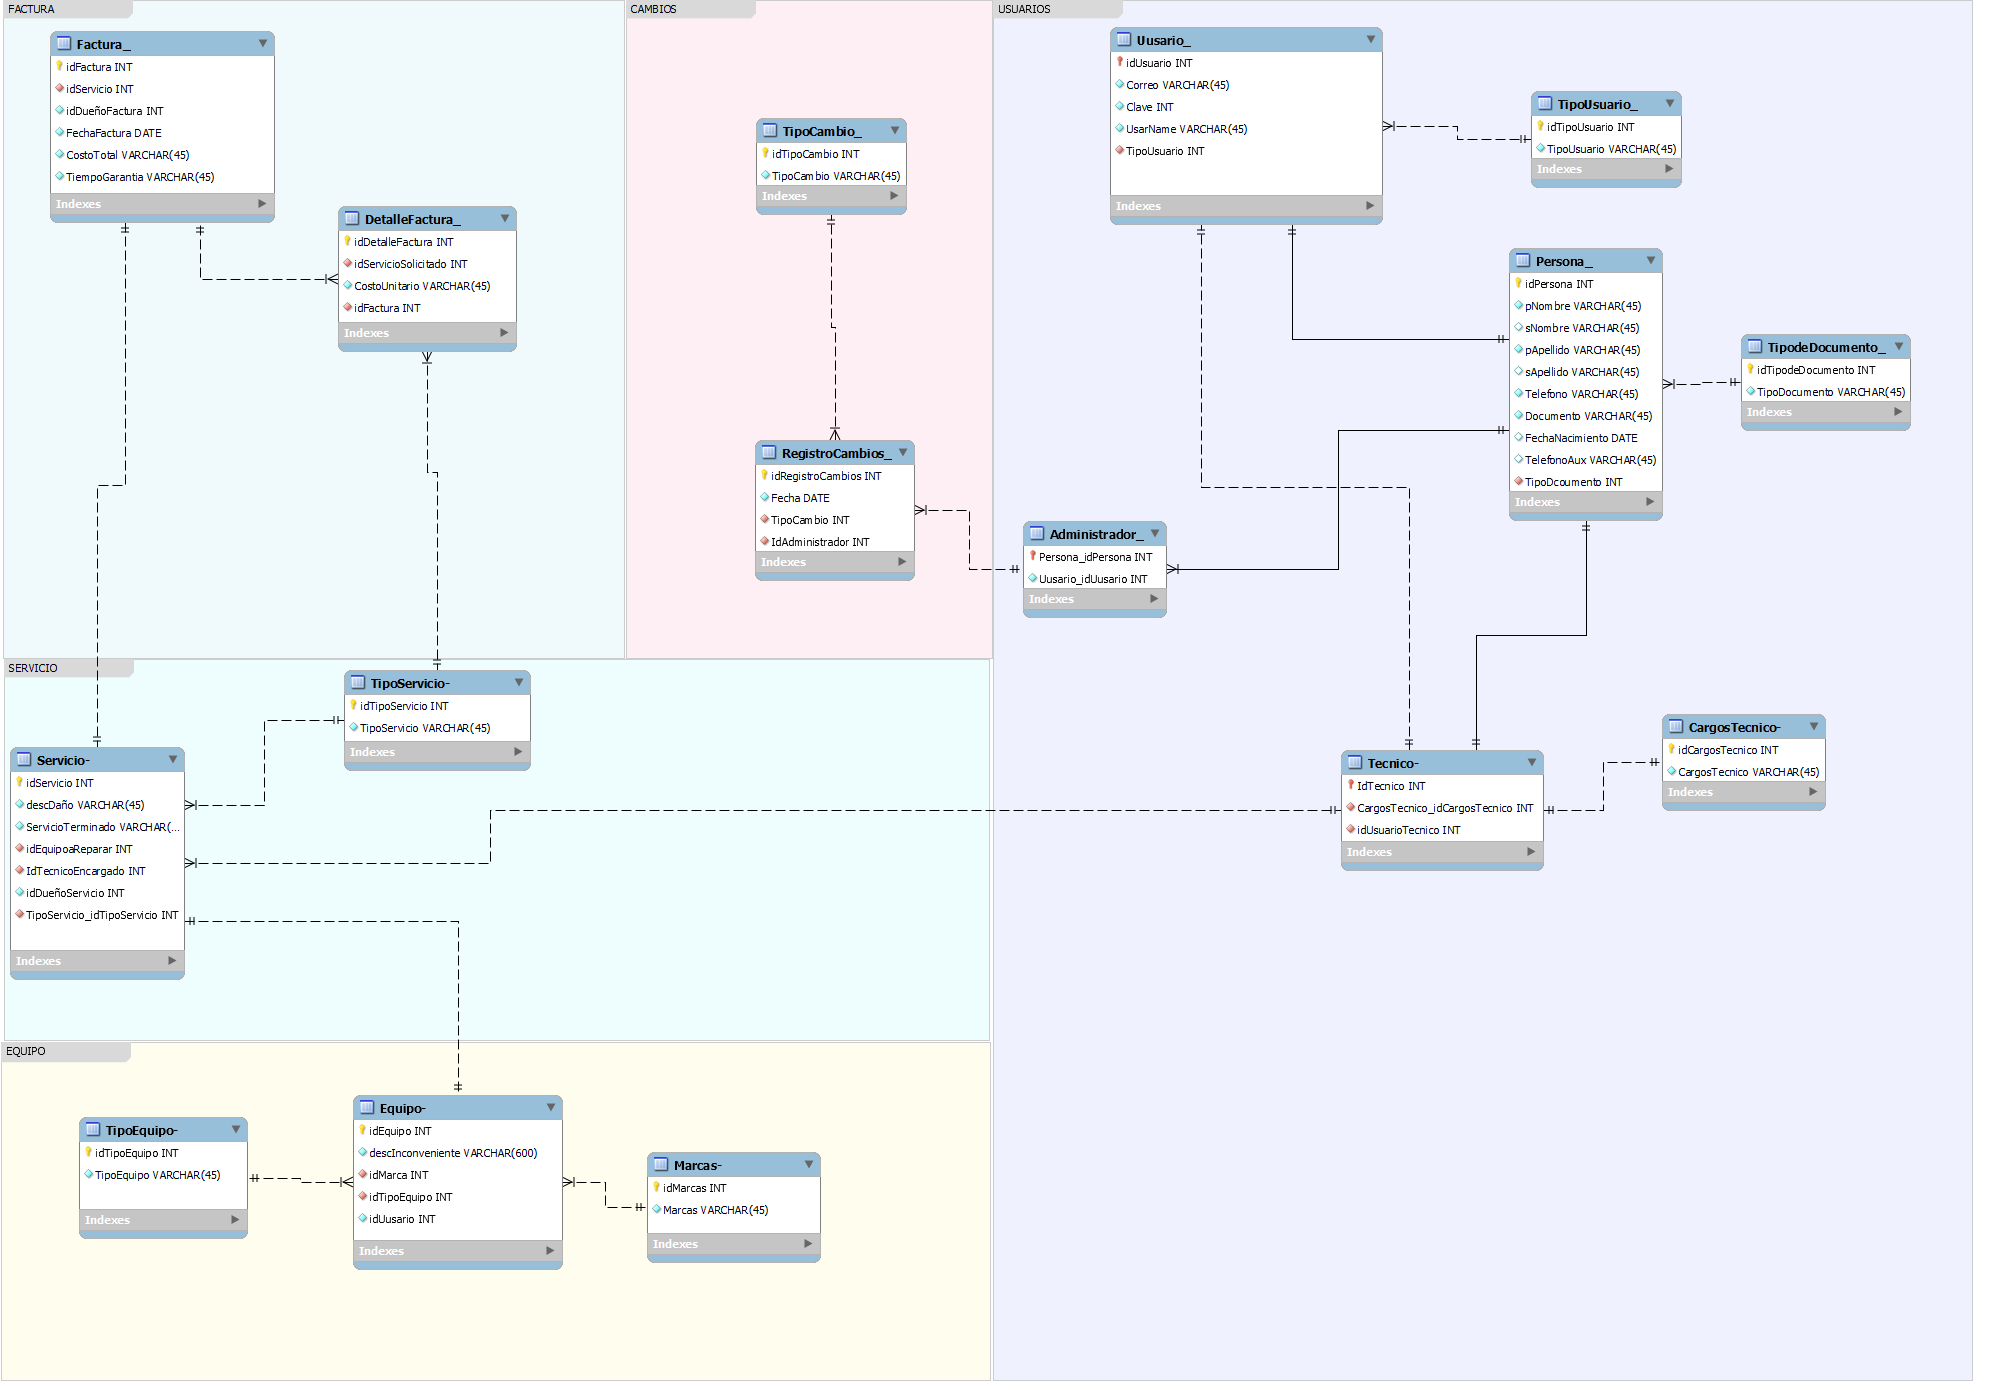 FACTURA
Factura_
idFactura INT
idServicio INT
idDueñoFactura INT
FechaFactura DATE
CostoTotal VARCHAR(45)
TiempoGarantia VARCHAR(45)
Indexes
DetalleFactura_
idDetalleFactura INT
idServicioSolicitado INT
CostoUnitario VARCHAR(45)
idFactura INT
Indexes
CAMBIOS
TipoCambio_
idTipoCambio INT
TipoCambio VARCHAR(45)
Indexes
RegistroCambios_
idRegistroCambios INT
Fecha DATE
TipoCambio INT
IdAdministrador INT
Indexes
USUARIOS
Uusario_
idUsuario INT
Correo VARCHAR(45)
Clave INT
UsarName VARCHAR(45)
TipoUsuario INT
Indexes
TipoUsuario_
idTipoUsuario INT
TipoUsuario VARCHAR(45)
Indexes
Persona_
idPersona INT
pNombre VARCHAR(45)
sNombre VARCHAR(45)
pApellido VARCHAR(45)
sApellido VARCHAR(45)
Telefono VARCHAR(45)
Documento VARCHAR(45)
FechaNacimiento DATE
TelefonoAux VARCHAR(45)
TipoDcoumento INT
Indexes
TipodeDocumento_
idTipodeDocumento INT
TipoDocumento VARCHAR(45)
Indexes
Administrador_
Persona_idPersona INT
Uusario_idUusario INT
Indexes
Tecnico-
IdTecnico INT
CargosTecnico_idCargosTecnico INT
idUsuarioTecnico INT
Indexes
CargosTecnico-
idCargosTecnico INT
CargosTecnico VARCHAR(45)
Indexes
SERVICIO
TipoServicio-
idTipoServicio INT
TipoServicio VARCHAR(45)
Indexes
Servicio-
idServicio INT
descDaño VARCHAR(45)
ServicioTerminado VARCHAR(...
idEquipoaReparar INT
IdTecnicoEncargado INT
idDueñoServicio INT
TipoServicio_idTipoServicio INT
Indexes
EQUIPO
TipoEquipo-
idTipoEquipo INT
TipoEquipo VARCHAR(45)
Indexes
Equipo-
idEquipo INT
descInconveniente VARCHAR(600)
idMarca INT
idTipoEquipo INT
idUusario INT
Indexes
Marcas-
idMarcas INT
Marcas VARCHAR(45)
Indexes